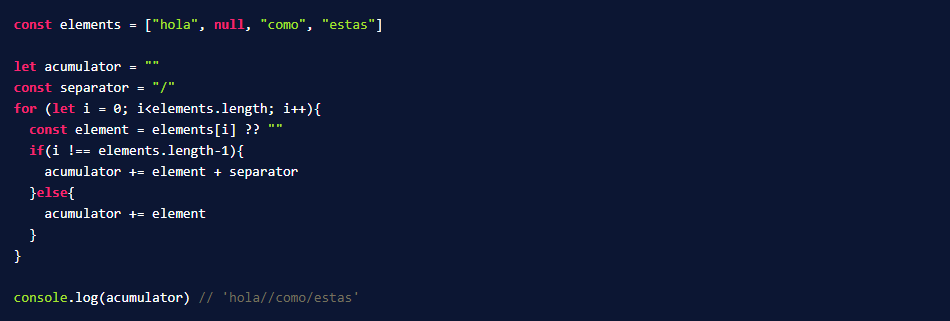 const elements = ["hola", null, "como", "estas"]
let acumulator = ""
const separator = "/"
for (let i = 0; i<elements.length; i++){
  const element = elements[i] ?? ""
  if(i !== elements.length-1){
    acumulator += element + separator
  }else{
    acumulator += element
  }
}
console.log(acumulator) // 'hola//como/estas'